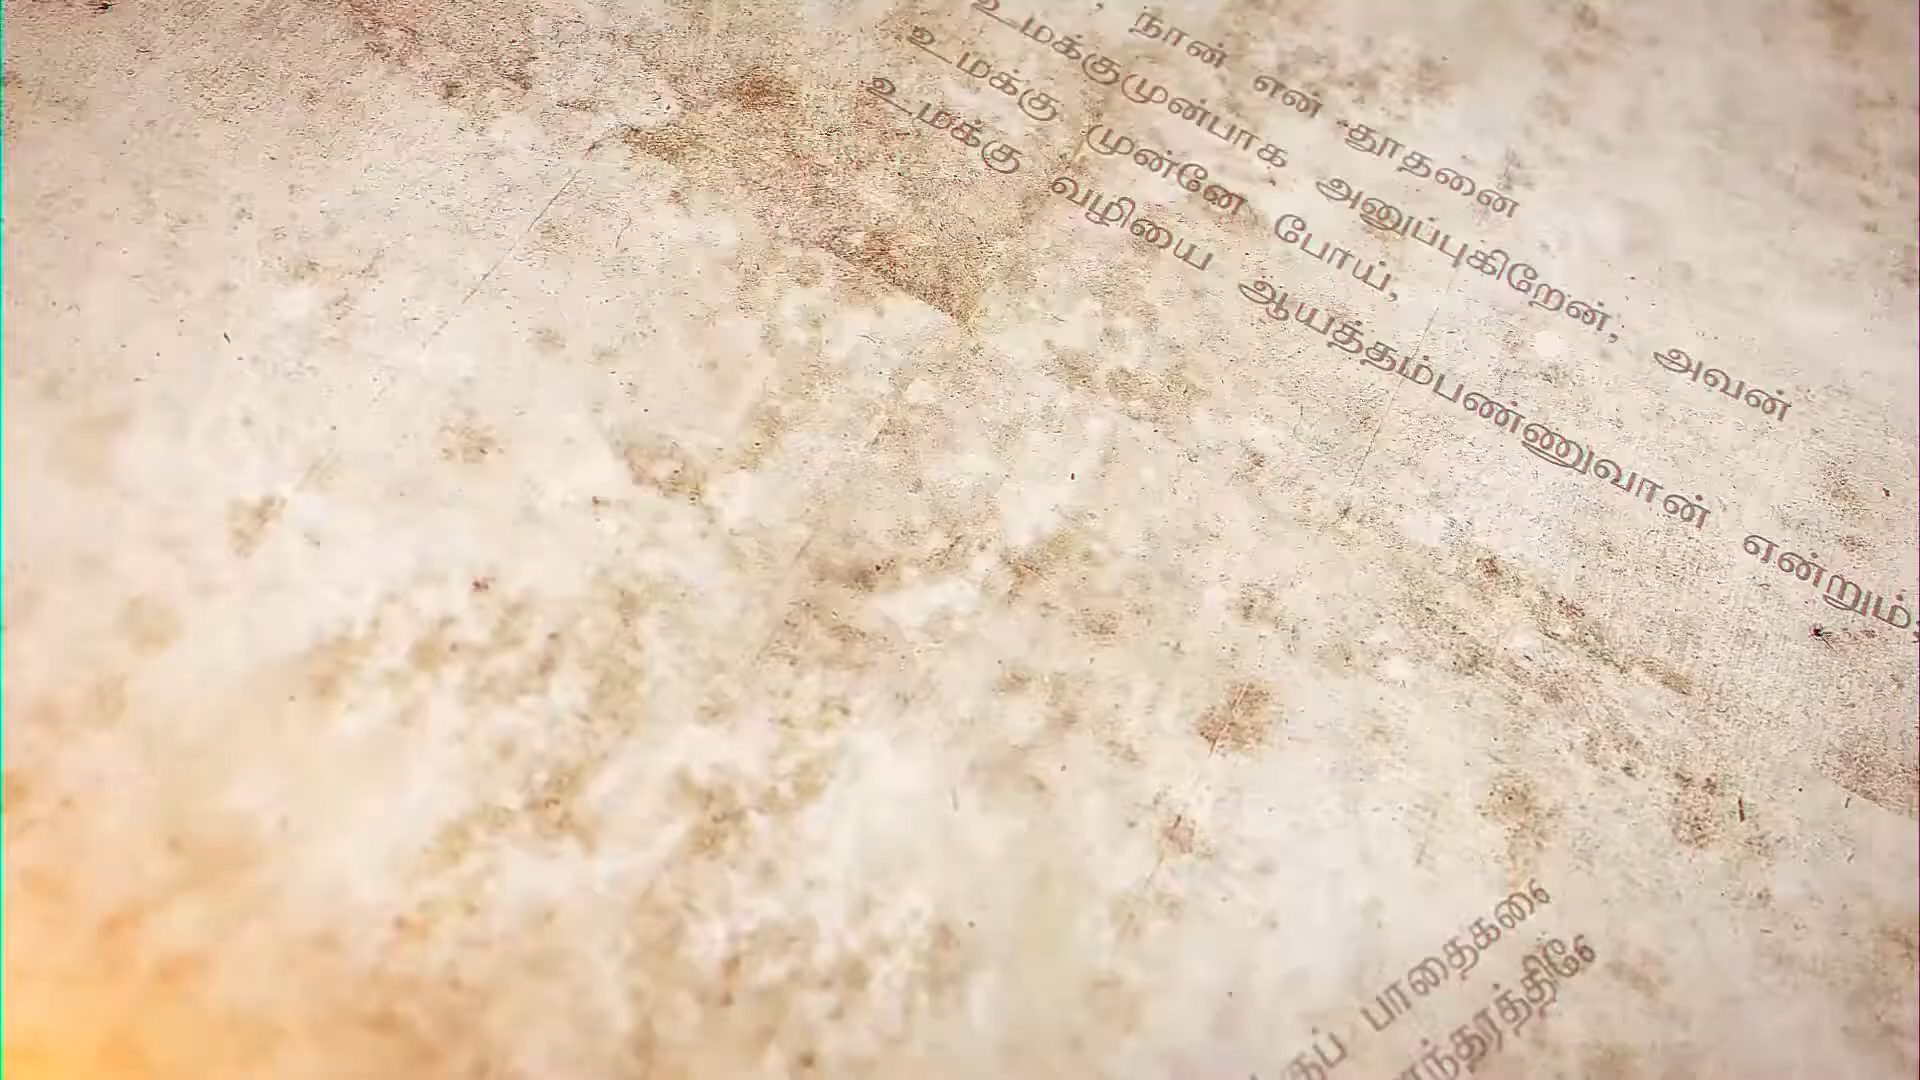 , நான் என் தூதனை
உமக்குமுன்பாக அனுப்புகிறேன், அவன்
உமக்கு முன்னே போய்,
உமக்கு வழியை ஆயத்தம்பண்ணுவான் என்றும்;
பாதைகளை